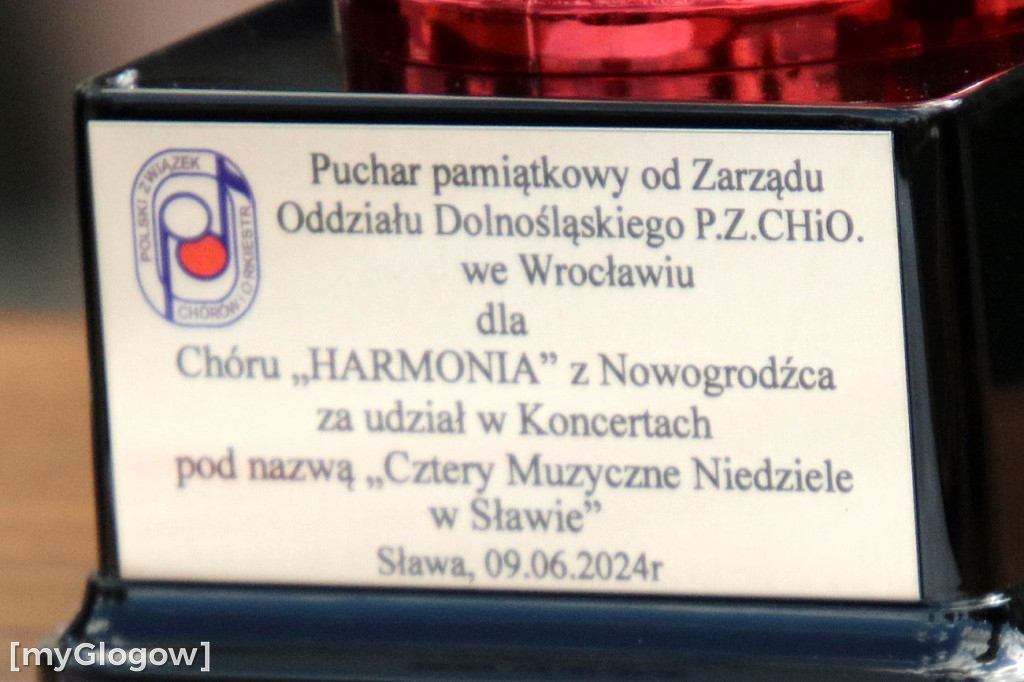 POLSKI ZWIĄZEK
CHÓRÓW I ORKIESTR
Puchar pamiątkowy od Zarządu
Oddziału Dolnośląskiego P.Z.CHiO.
we Wrocławiu
dla
Chóru „HARMONIA” z Nowogrodźca
za udział w Koncertach
pod nazwą „Cztery Muzyczne Niedziele
w Sławie”
Sława, 09.06.2024r
[myGlogow]